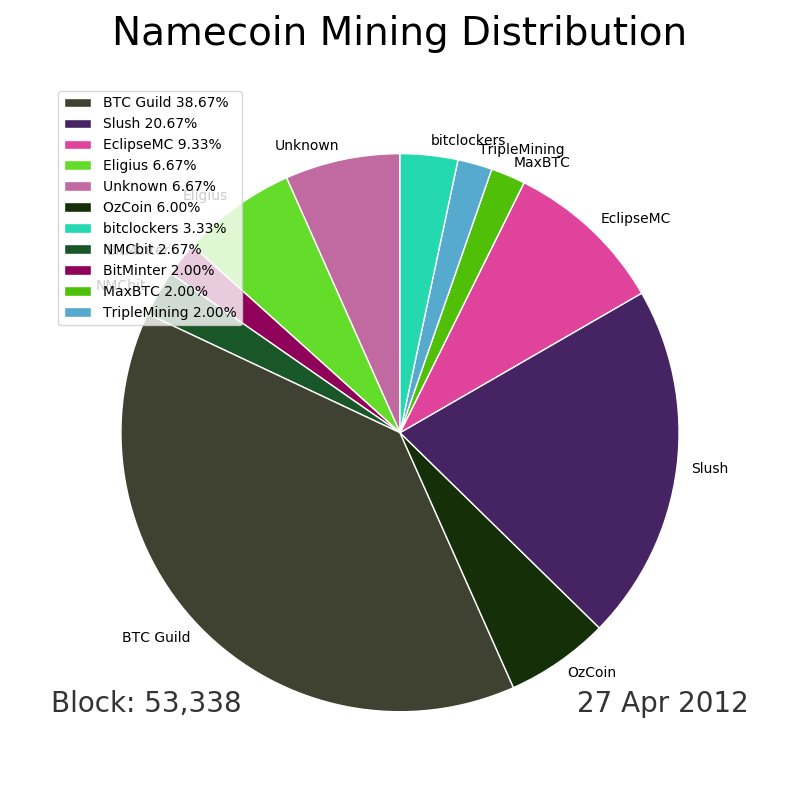 Namecoin Mining Distribution
BTC Guild 38.67%
Slush 20.67%
EclipseMC 9.33%
Eligius 6.67%
Unknown 6.67%
OzCoin 6.00%
bitclockers 3.33%
NMCbit 2.67%
BitMinter 2.00%
MaxBTC 2.00%
TripleMining 2.00%
Unknown
bitclockers
TripleMining
MaxBTC
Eligius
EclipseMC
NMCbit
Slush
BTC Guild
OzCoin
Block: 53,338
27 Apr 2012